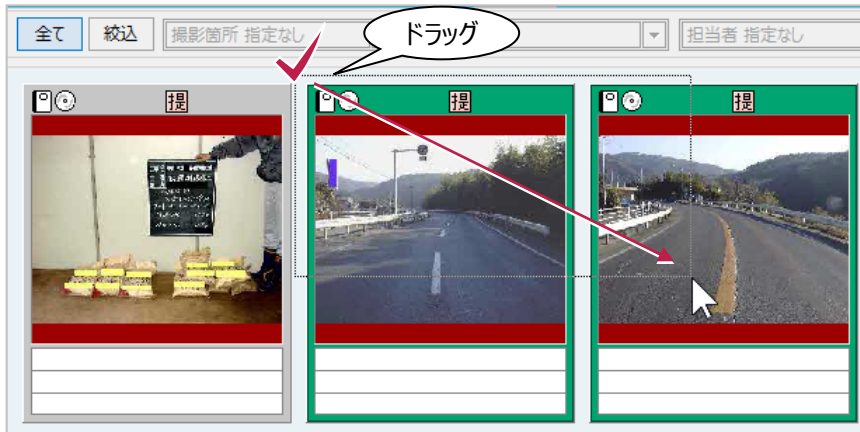 全て 絞込 撮影箇所 指定なし ドラッグ 担当者 指定なし
提 提 提